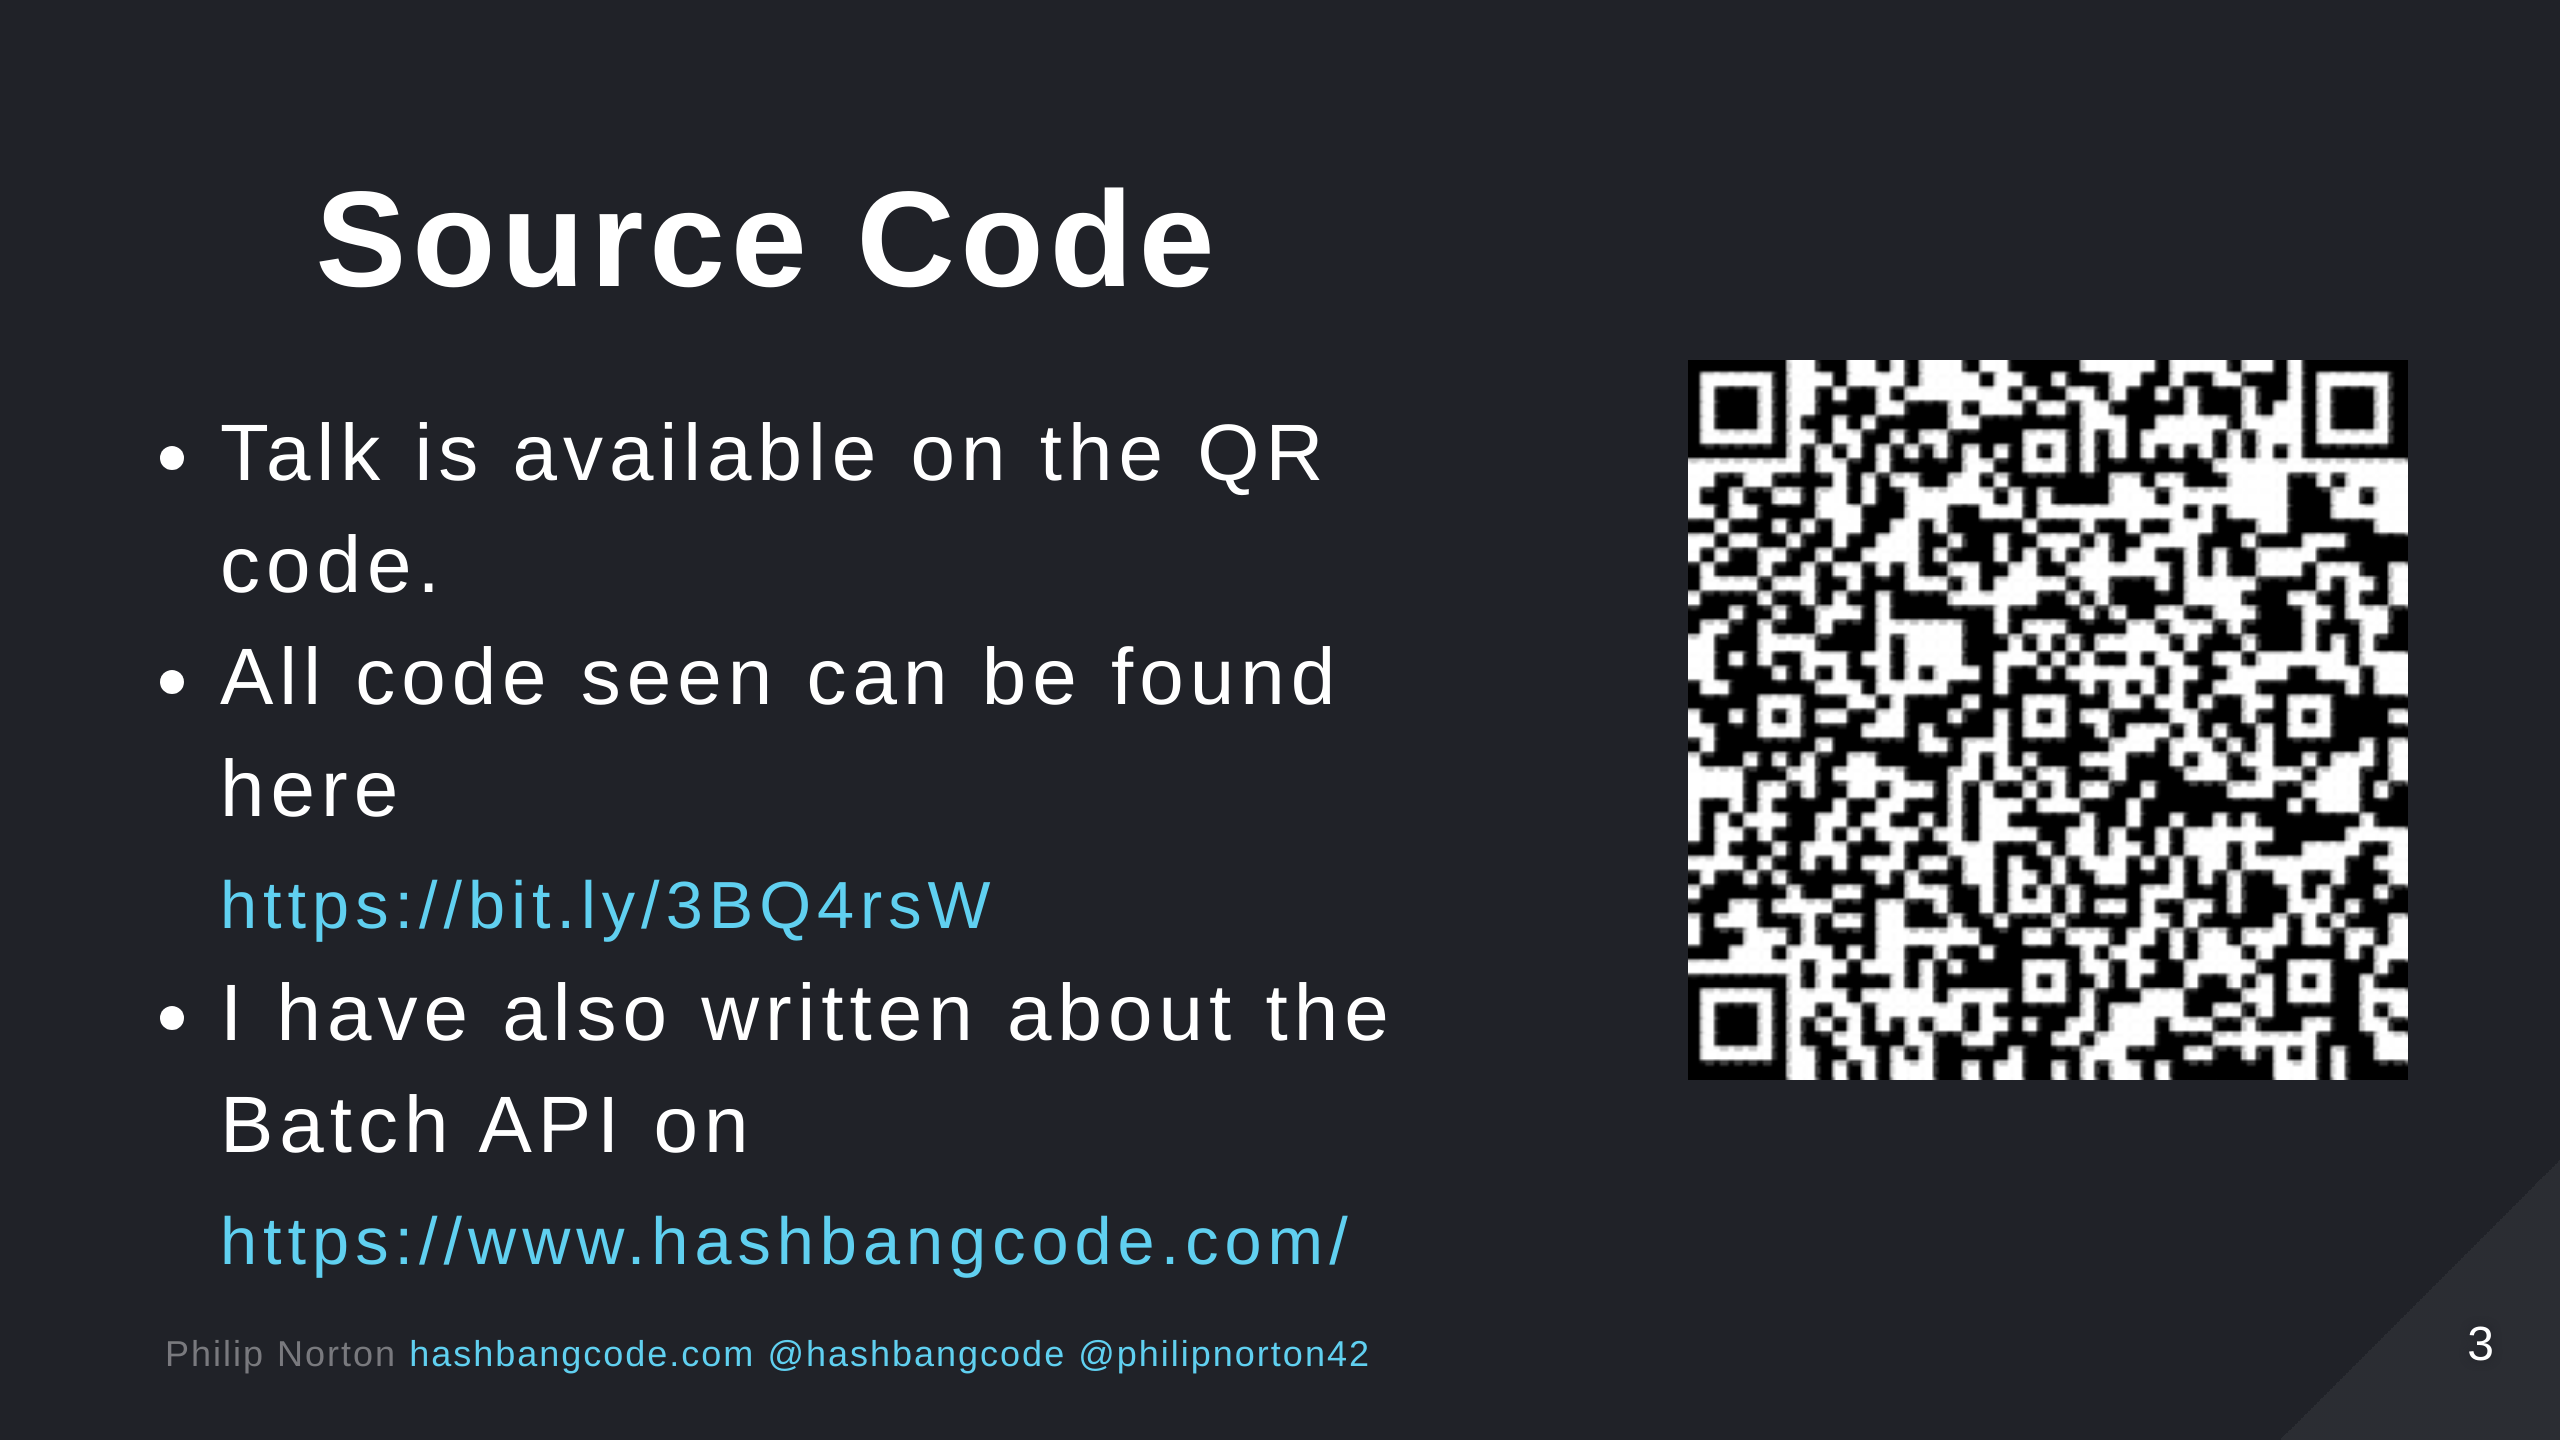 Source Code
• Talk is available on the QR
code.
• All code seen can be found
here
https://bit.ly/3BQ4rsW
• I have also written about the
Batch API on
https://www.hashbangcode.com/
Philip Norton hashbangcode.com @hashbangcode @philipnorton42
3